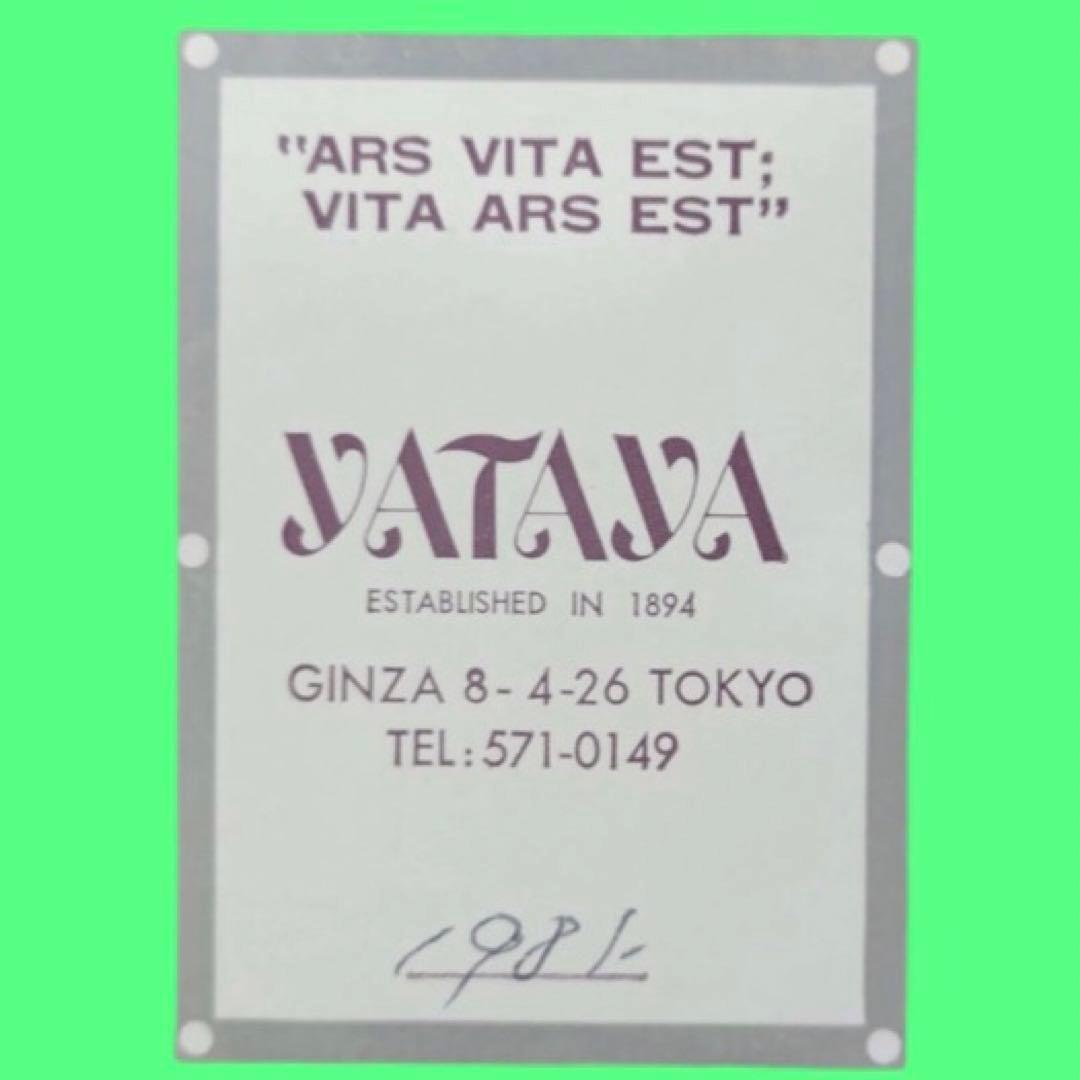 "ARS VITA EST;
VITA ARS EST"
YATAYA
ESTABLISHED IN 1894
GINZA 8-4-26 TOKYO
TEL:571-0149
1981.